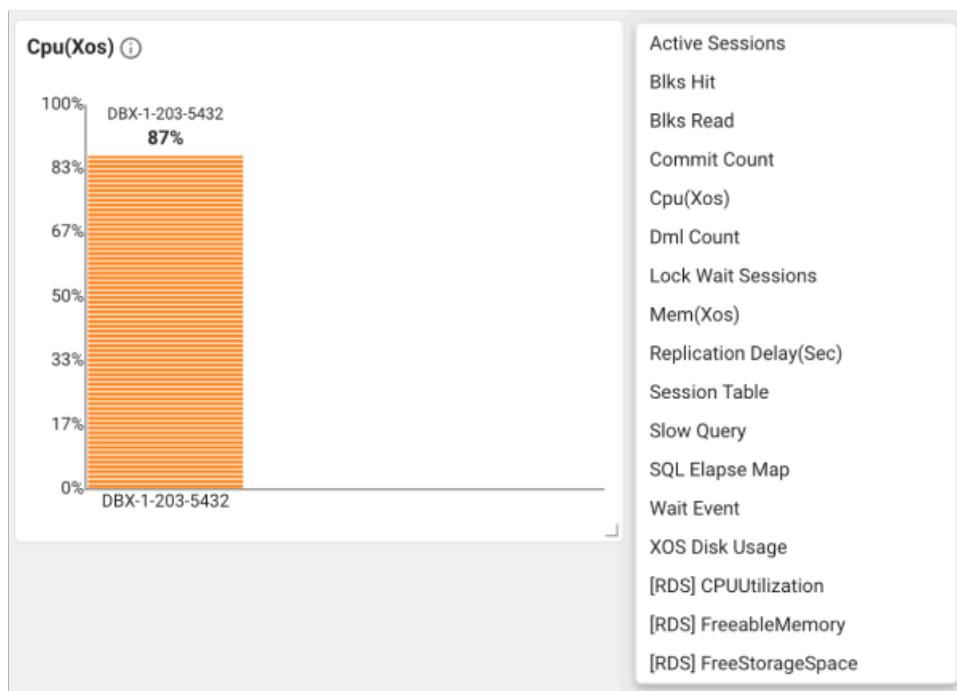 Cpu(Xos)
100%
DBX-1-203-5432
87%
83%
67%
50%
33%
17%
0%
DBX-1-203-5432
Active Sessions
Blks Hit
Blks Read
Commit Count
Cpu(Xos)
Dml Count
Lock Wait Sessions
Mem(Xos)
Replication Delay(Sec)
Session Table
Slow Query
SQL Elapse Map
Wait Event
XOS Disk Usage
[RDS] CPUUtilization
[RDS] FreeableMemory
[RDS] FreeStorageSpace